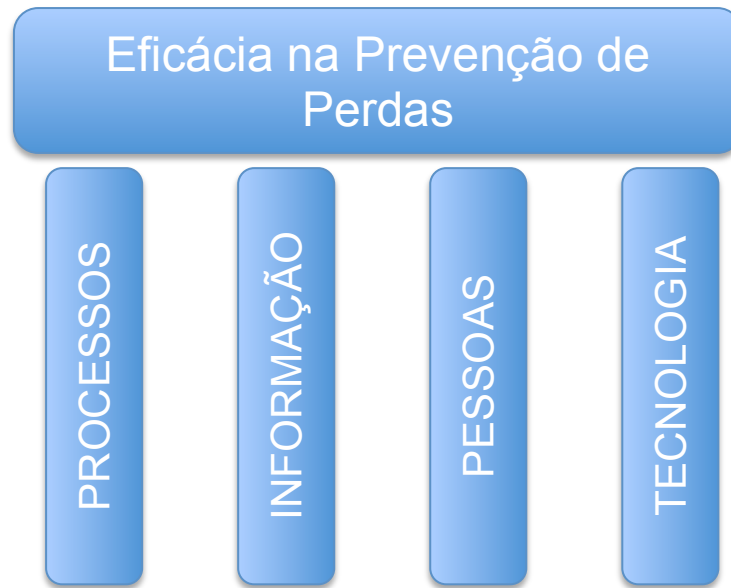 Eficácia na Prevenção de
Perdas
PROCESSOS
INFORMAÇÃO
PESSOAS
TECNOLOGIA